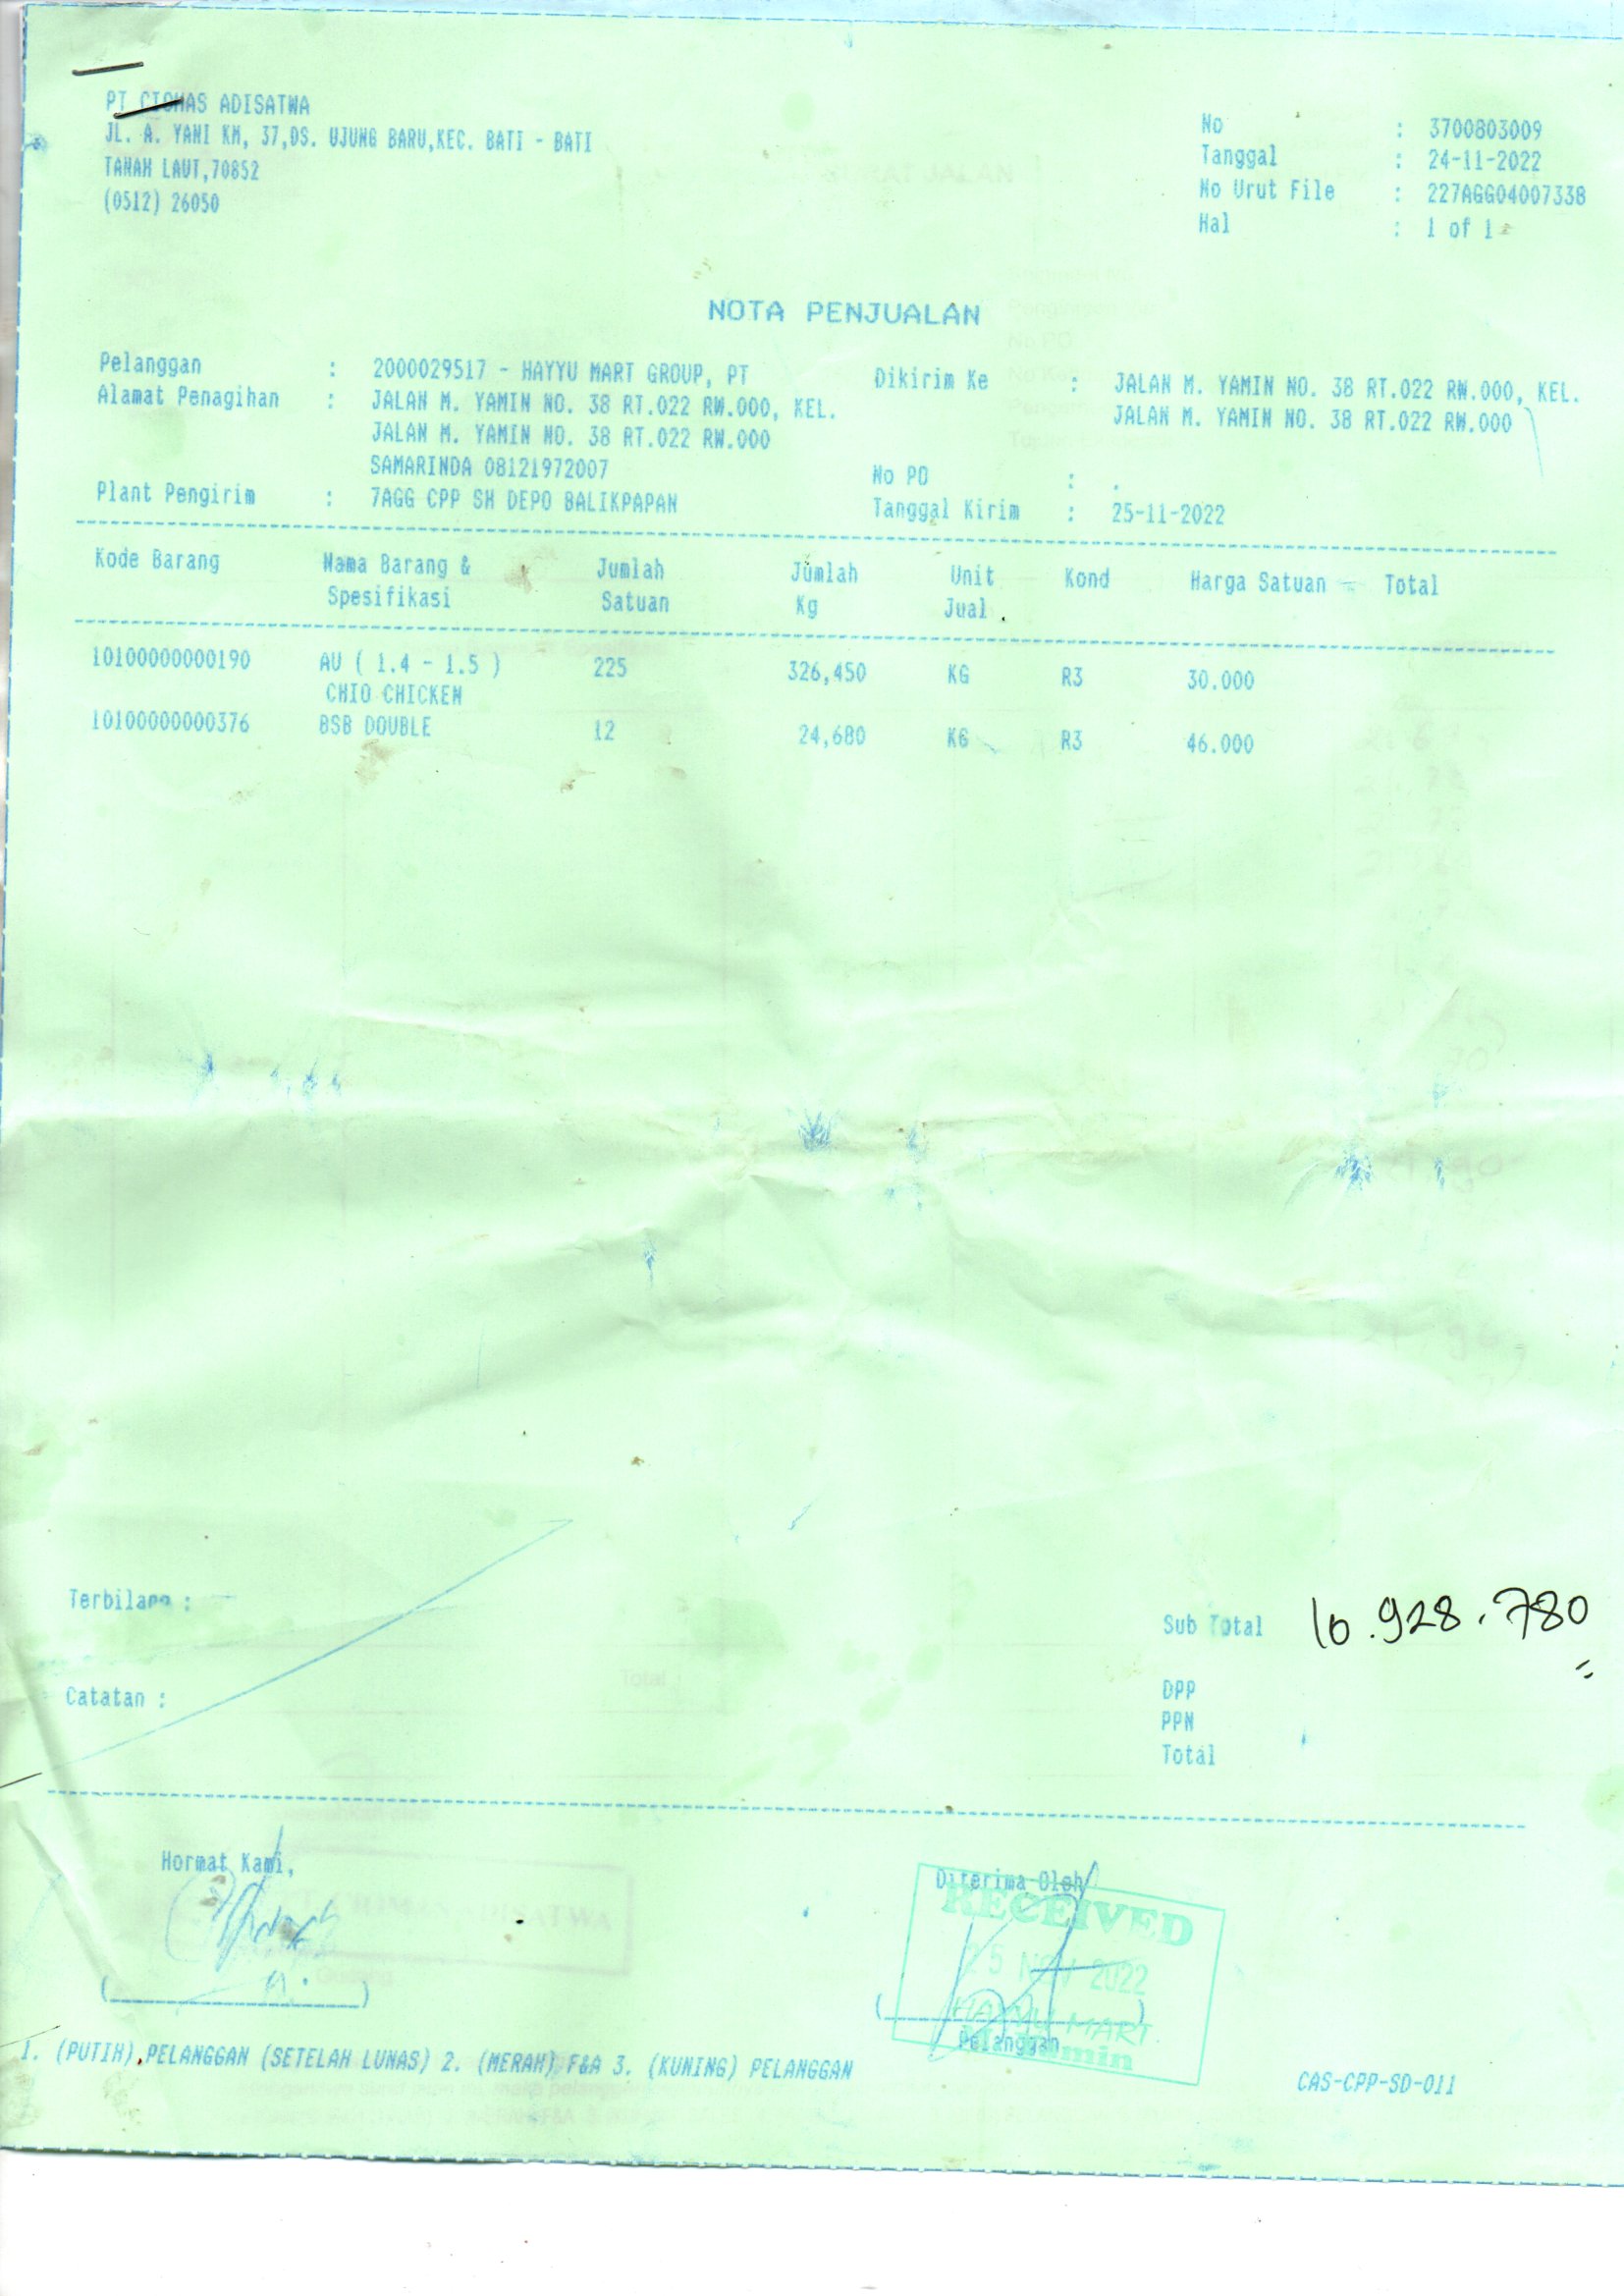 PT CIOMAS ADISATWA
JL. A. YANI KM, 37,DS. UJUNG BARU,KEC. BATI - BATI
TANAH LAUT,70852
(0512) 26050
No : 3700803009
Tanggal : 24-11-2022
No Urut File : 227AGG04007338
Hal : 1 of 1
NOTA PENJUALAN
Pelanggan : 2000029517 - HAYYU MART GROUP, PT
Alamat Penagihan : JALAN M. YAMIN NO. 38 RT.022 RW.000, KEL.
JALAN M. YAMIN NO. 38 RT.022 RW.000
SAMARINDA 08121972007
Plant Pengirim : 7AGG CPP SH DEPO BALIKPAPAN
Dikirim Ke : JALAN M. YAMIN NO. 38 RT.022 RW.000, KEL.
JALAN M. YAMIN NO. 38 RT.022 RW.000
No PO : .
Tanggal Kirim : 25-11-2022
Kode Barang Nama Barang & Jumlah Jumlah Unit Kond Harga Satuan Total
Spesifikasi Satuan Kg Jual
10100000000190 AU ( 1.4 - 1.5 ) 225 326,450 KG R3 30.000
CHIO CHICKEN
10100000000376 BSB DOUBLE 12 24,680 KG R3 46.000
Terbilang :
Sub Total 10.928.780
Catatan :
DPP
PPN
Total
Hormat Kami,
Diterima Oleh
RECEIVED
25 NOV 2022
HAYYU MART
M. Yamin
Pelanggan
1. (PUTIH) PELANGGAN (SETELAH LUNAS) 2. (MERAH) F&A 3. (KUNING) PELANGGAN
CAS-CPP-SD-011